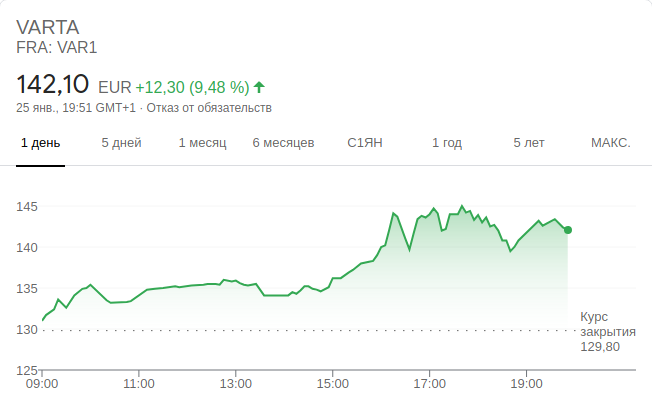 VARTA
FRA: VAR1
142,10 EUR +12,30 (9,48 %)
25 янв., 19:51 GMT+1 · Отказ от обязательств
1 день 5 дней 1 месяц 6 месяцев С1ЯН 1 год 5 лет МАКС.
145
140
135
130
125
Курс
закрытия
129,80
09:00 11:00 13:00 15:00 17:00 19:00